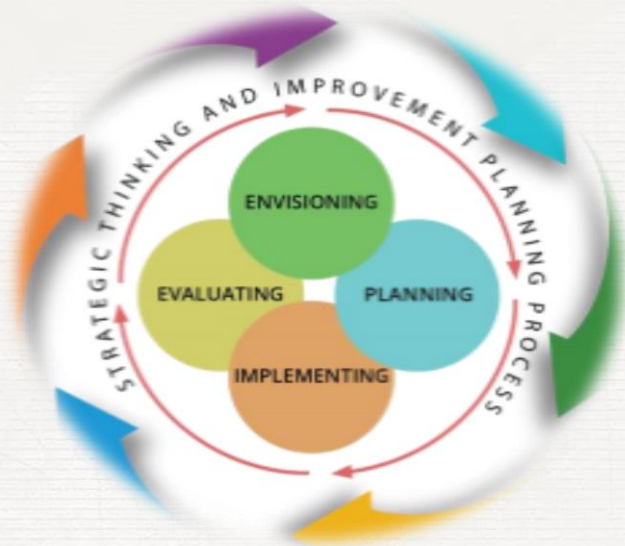 STRATEGIC THINKING AND IMPROVEMENT PLANNING PROCESS
ENVISIONING
EVALUATING
PLANNING
IMPLEMENTING